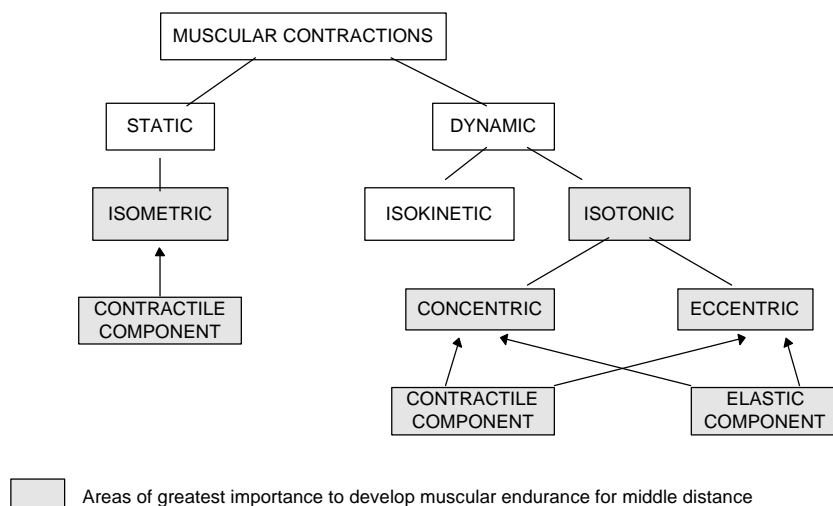 MUSCULAR CONTRACTIONS
STATIC
DYNAMIC
ISOMETRIC
ISOKINETIC
ISOTONIC
CONTRACTILE
COMPONENT
CONCENTRIC
ECCENTRIC
CONTRACTILE
COMPONENT
ELASTIC
COMPONENT
Areas of greatest importance to develop muscular endurance for middle distance